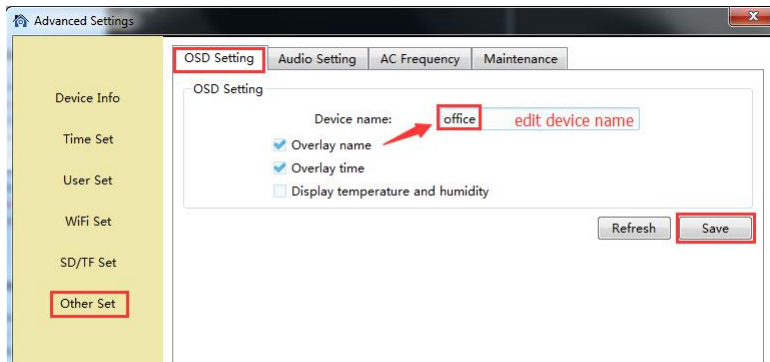 Advanced Settings
OSD Setting Audio Setting AC Frequency Maintenance
Device Info
Time Set
User Set
WiFi Set
SD/TF Set
Other Set
OSD Setting
Device name: office edit device name
Overlay name
Overlay time
Display temperature and humidity
Refresh Save